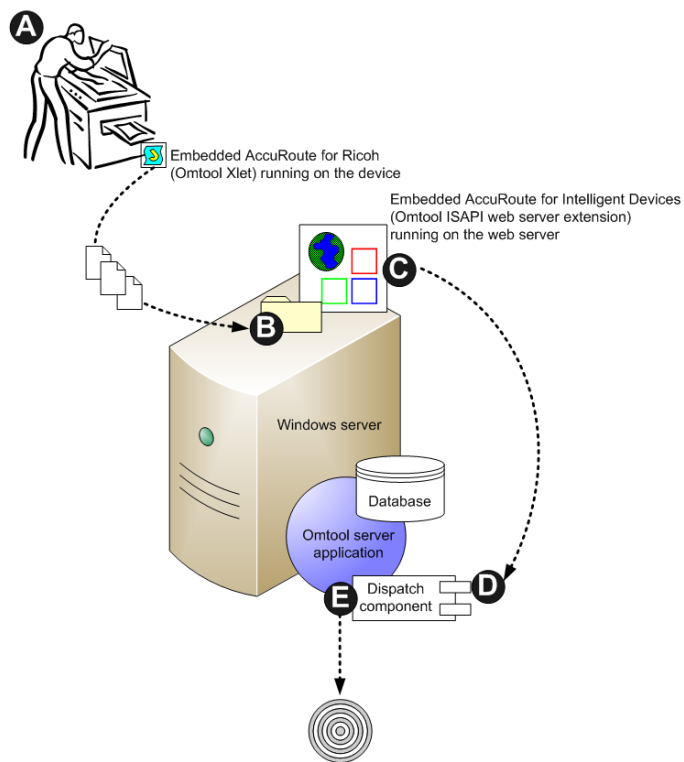 A
Embedded AccuRoute for Ricoh
(Omtool Xlet) running on the device
Embedded AccuRoute for Intelligent Devices
(Omtool ISAPI web server extension)
running on the web server
C
B
Windows server
Database
Omtool server
application
D
E
Dispatch
component